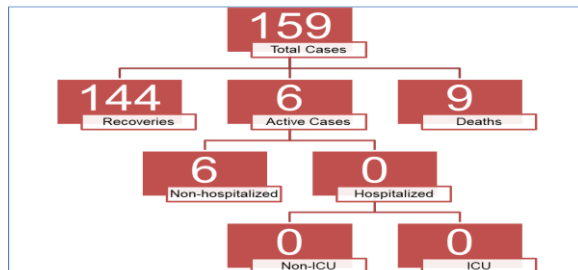 159
Total Cases
144 6 9
Recoveries Active Cases Deaths
6 0
Non-hospitalized Hospitalized
0 0
Non-ICU ICU